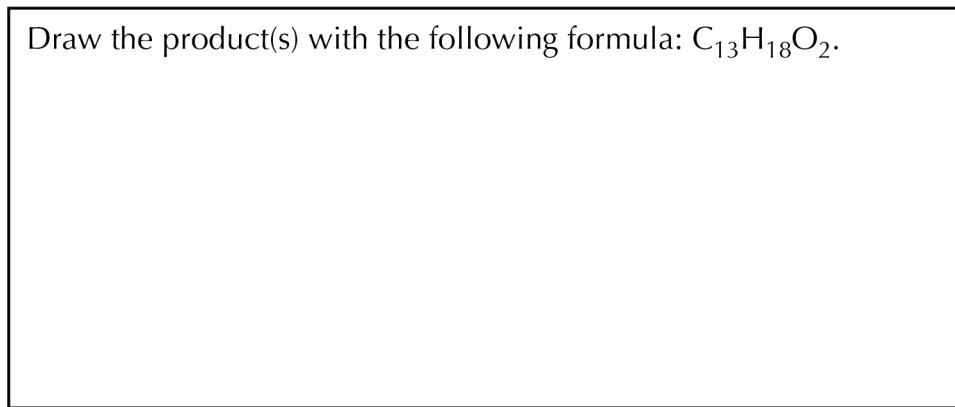 Draw the product(s) with the following formula: C₁₃H₁₈O₂.